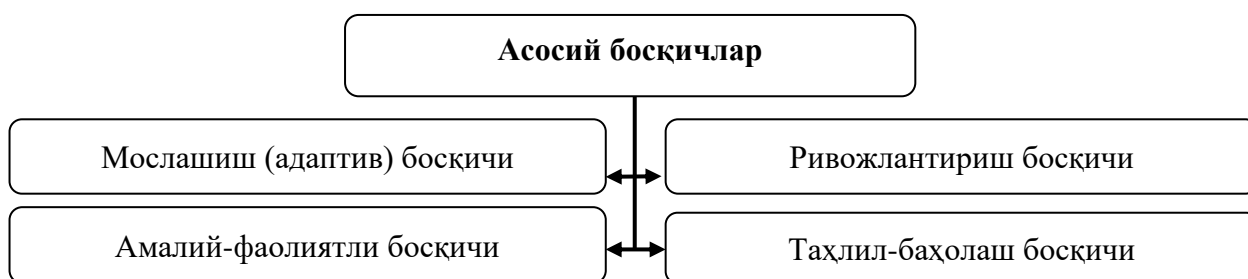 Асосий босқичлар
Мослашиш (адаптив) босқичи
Ривожлантириш босқичи
Амалий-фаолиятли босқичи
Таҳлил-баҳолаш босқичи